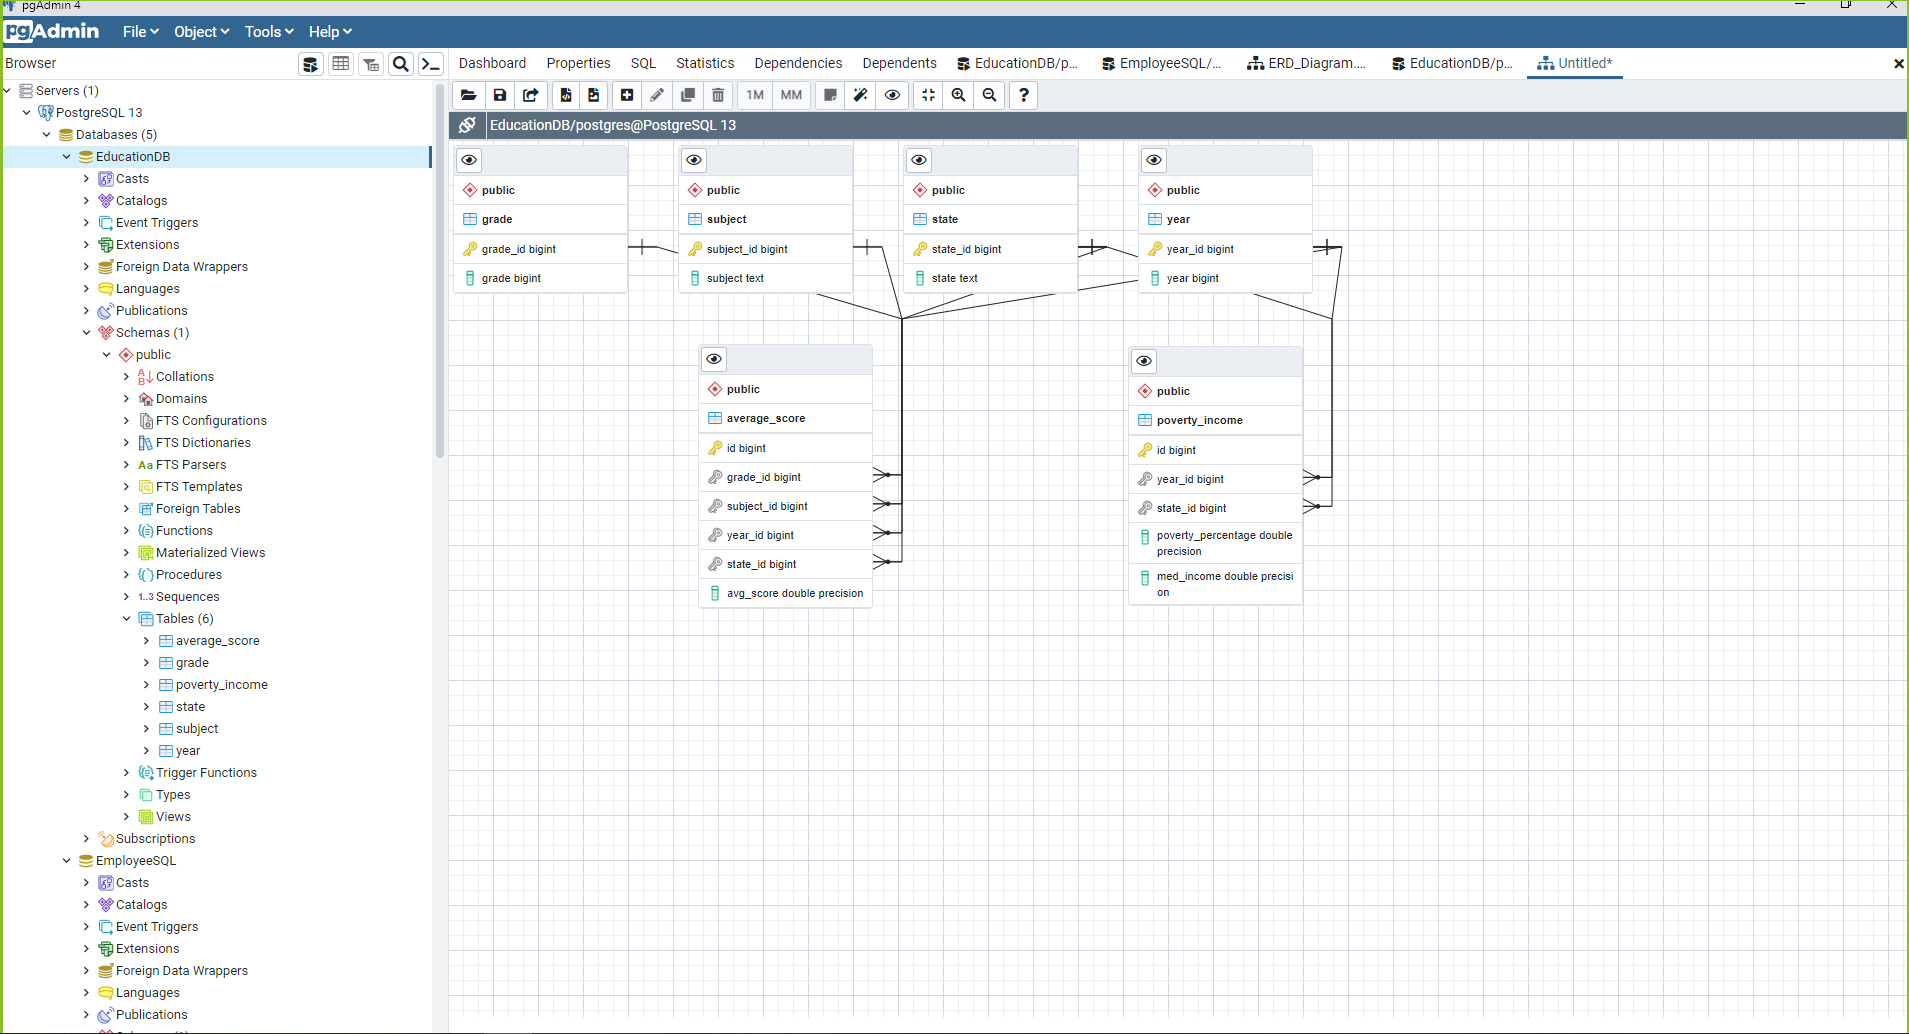 pgAdmin 4
pgAdmin File Object Tools Help
Browser
Dashboard Properties SQL Statistics Dependencies Dependents EducationDB/p... EmployeeSQL/... ERD_Diagram.... EducationDB/p... Untitled*
1M MM ?
EducationDB/postgres@PostgreSQL 13
Servers (1)
PostgreSQL 13
Databases (5)
EducationDB
Casts
Catalogs
Event Triggers
Extensions
Foreign Data Wrappers
Languages
Publications
Schemas (1)
public
Collations
Domains
FTS Configurations
FTS Dictionaries
Aa FTS Parsers
FTS Templates
Foreign Tables
Functions
Materialized Views
Procedures
1..3 Sequences
Tables (6)
average_score
grade
poverty_income
state
subject
year
Trigger Functions
Types
Views
Subscriptions
EmployeeSQL
Casts
Catalogs
Event Triggers
Extensions
Foreign Data Wrappers
Languages
Publications
public
grade
grade_id bigint
grade bigint
public
subject
subject_id bigint
subject text
public
state
state_id bigint
state text
public
year
year_id bigint
year bigint
public
average_score
id bigint
grade_id bigint
subject_id bigint
year_id bigint
state_id bigint
avg_score double precision
public
poverty_income
id bigint
year_id bigint
state_id bigint
poverty_percentage double
precision
med_income double precisi
on